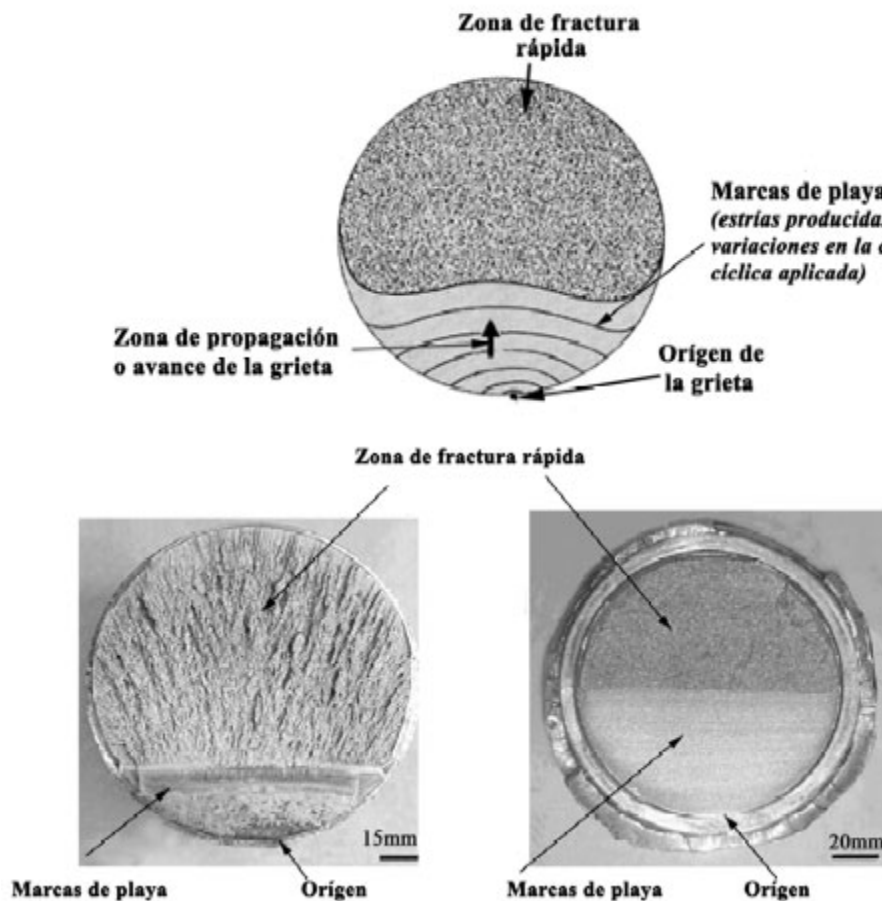 Zona de fractura
rápida
Marcas de playa
(estrías producidas
variaciones en la
cíclica aplicada)
Zona de propagación
o avance de la grieta
Orígen de
la grieta
Zona de fractura rápida
15mm
20mm
Marcas de playa
Orígen
Marcas de playa
Orígen